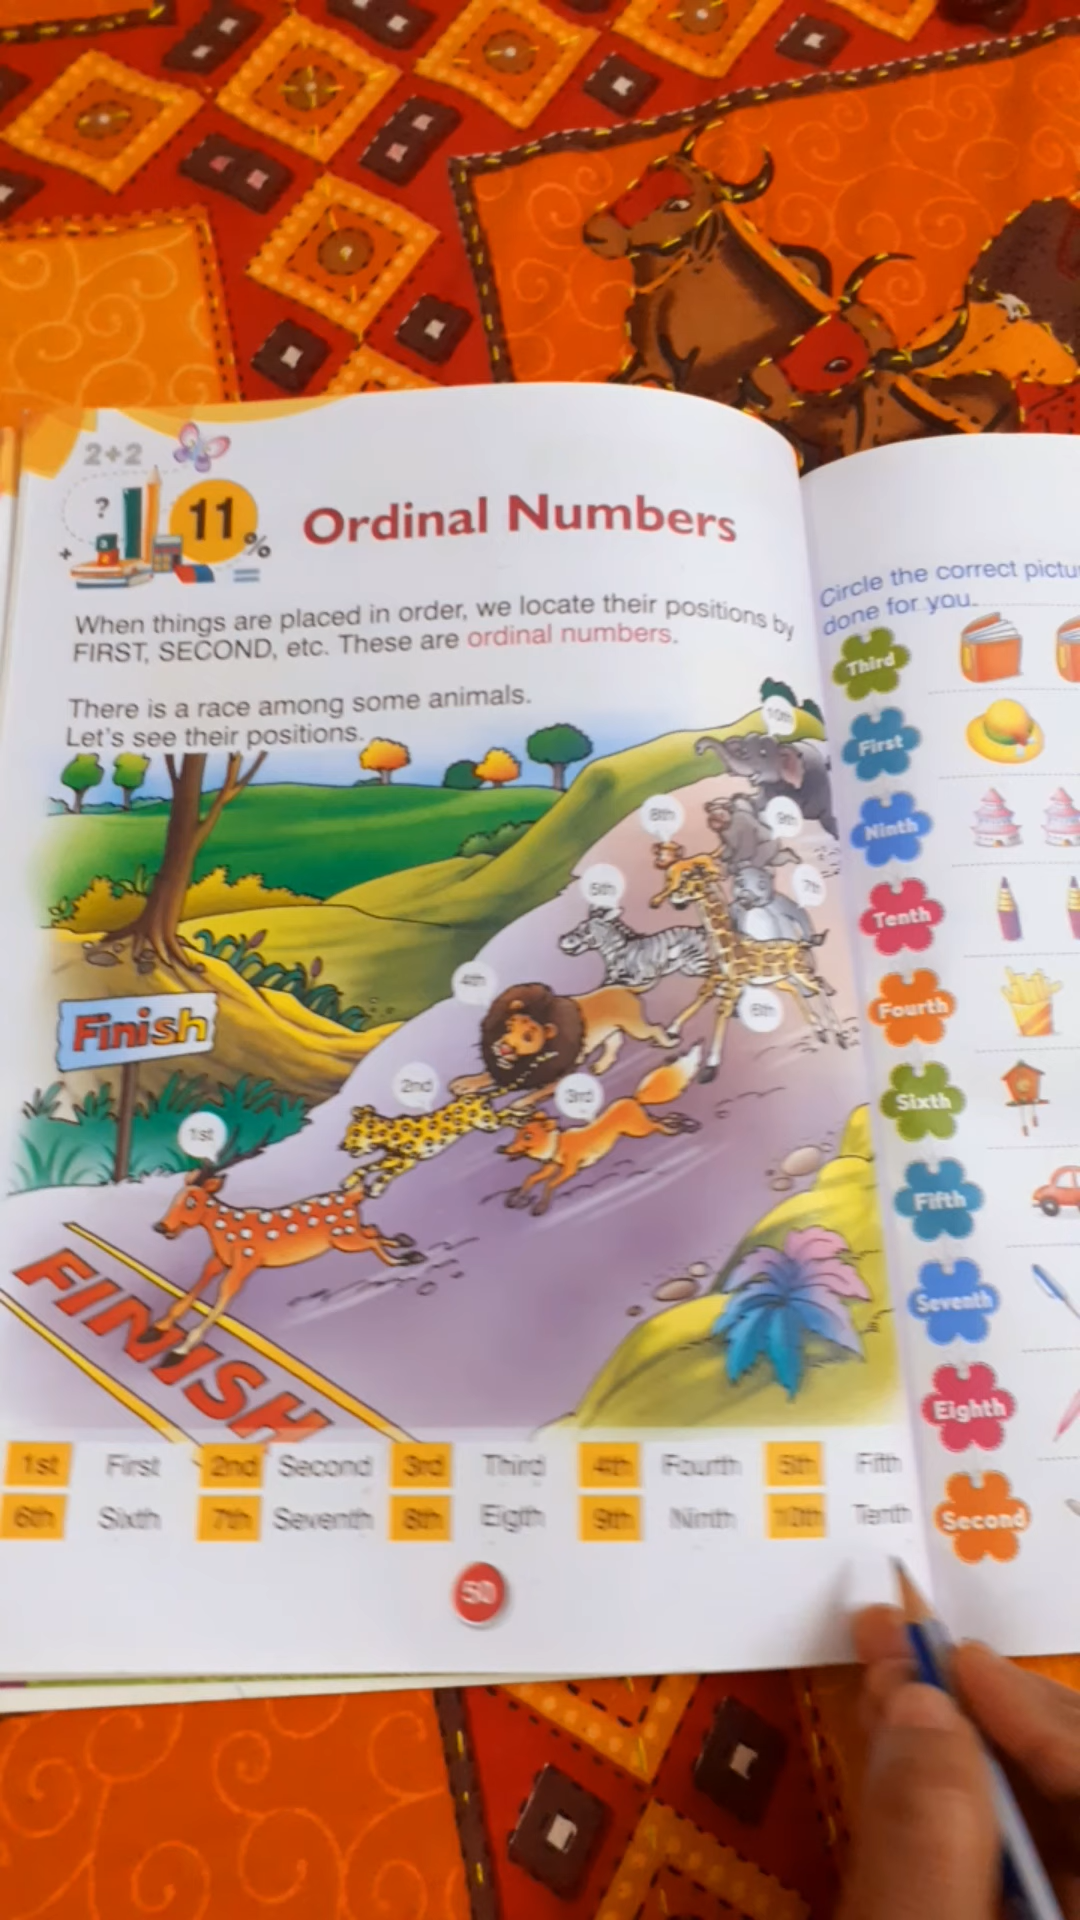 2+2
?
11
+
%
=
Ordinal Numbers
When things are placed in order, we locate their positions by
FIRST, SECOND, etc. These are ordinal numbers.
There is a race among some animals.
Let's see their positions.
10th
8th
9th
5th
7th
4th
6th
Finish
2nd
3rd
1st
FINISH
1st First 2nd Second 3rd Third 4th Fourth 5th Fifth
6th Sixth 7th Seventh 8th Eigth 9th Ninth 10th Tenth
50
Circle the correct
done for you.
Third
First
Ninth
Tenth
Fourth
Sixth
Fifth
Seventh
Eighth
Second